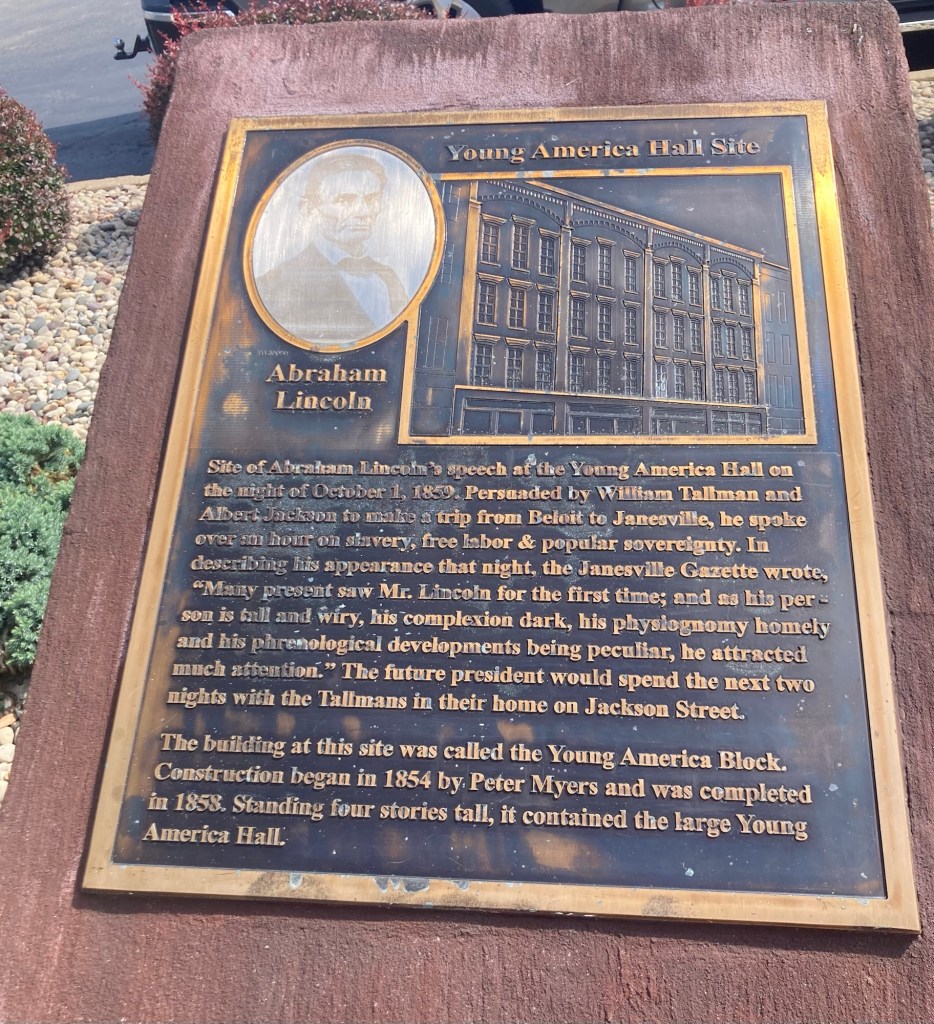 Young America Hall Site
Abraham
Lincoln
Site of Abraham Lincoln's speech at the Young America Hall on
the night of October 1, 1859. Persuaded by William Tallman and
Albert Jackson to make a trip from Beloit to Janesville, he spoke
over an hour on slavery, free labor & popular sovereignty. In
describing his appearance that night, the Janesville Gazette wrote,
"Many present saw Mr. Lincoln for the first time; and as his per -
son is tall and wiry, his complexion dark, his physiognomy homely
and his phrenological developments being peculiar, he attracted
much attention." The future president would spend the next two
nights with the Tallmans in their home on Jackson Street.
The building at this site was called the Young America Block.
Construction began in 1854 by Peter Myers and was completed
in 1858. Standing four stories tall, it contained the large Young
America Hall.